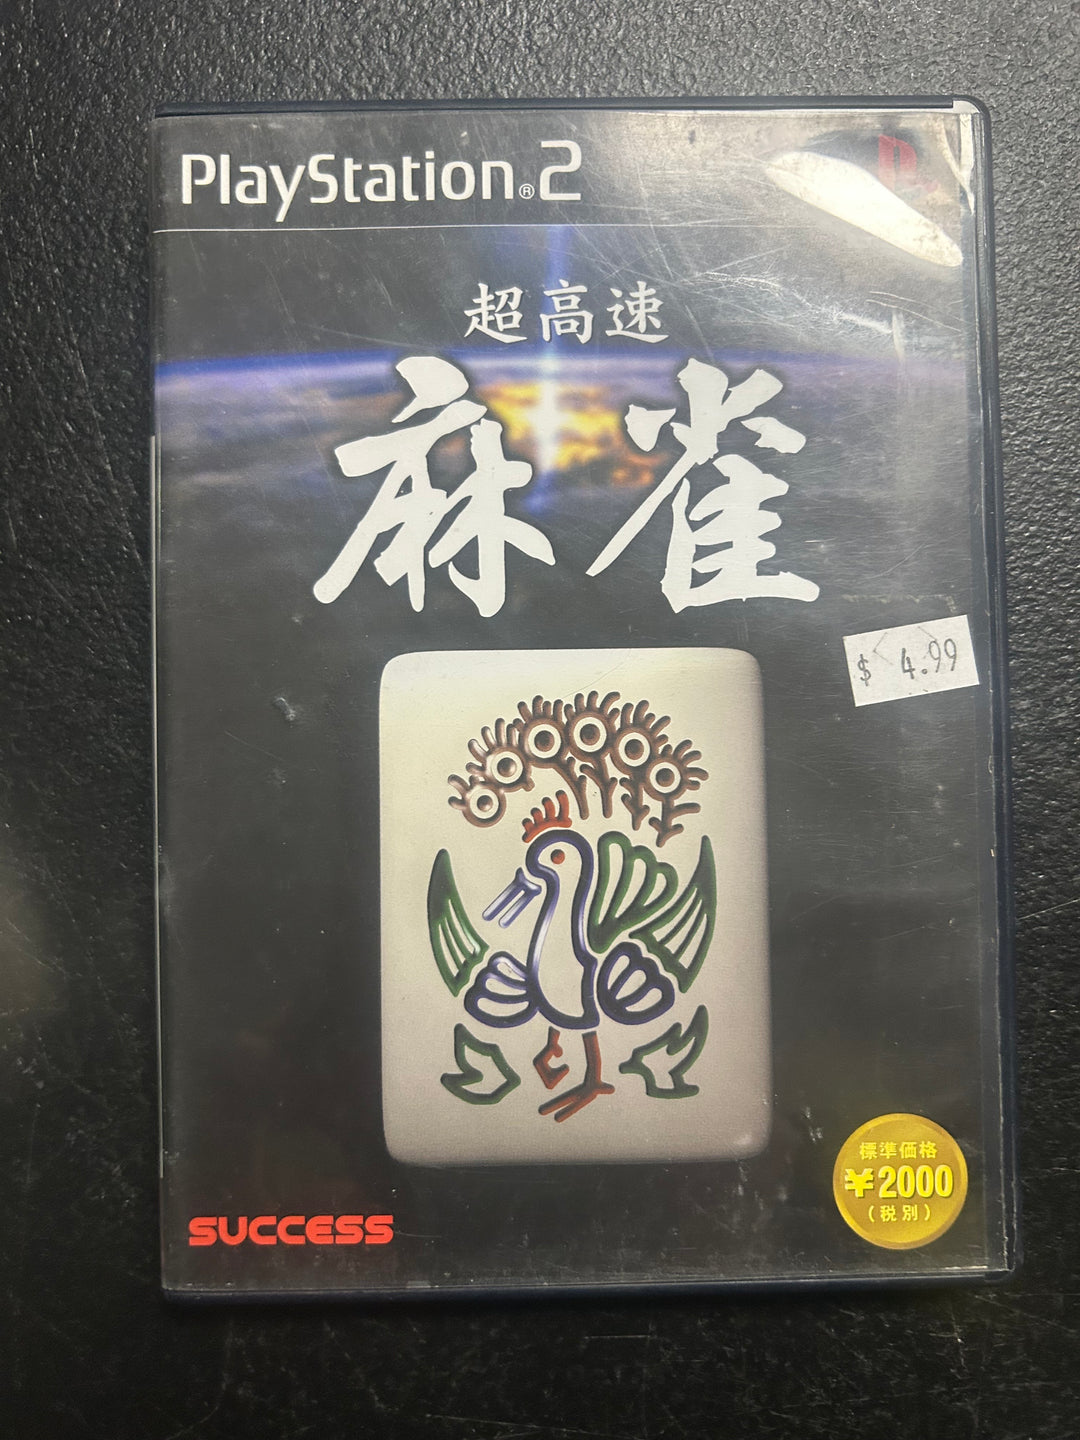 PlayStation®2
超高速
麻雀
$ 4.99
標準価格
¥2000
(税別)
SUCCESS